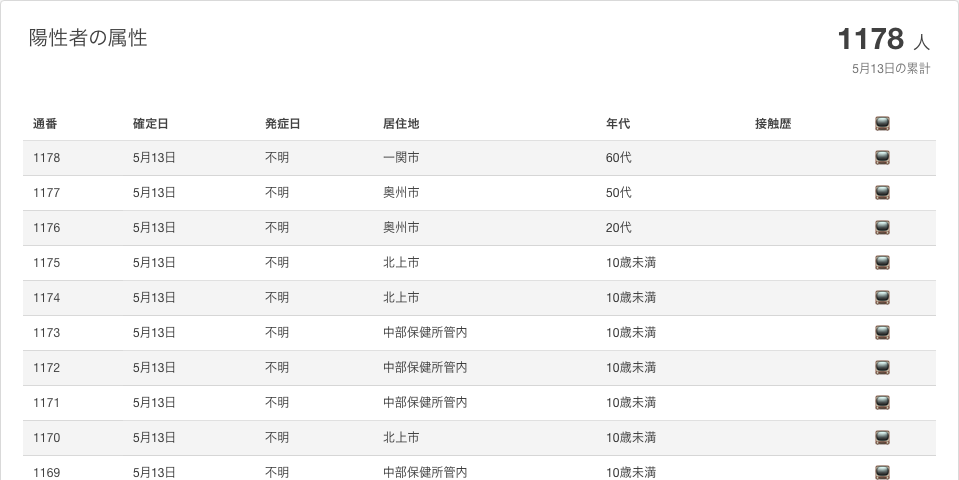 陽性者の属性
1178 人
5月13日の累計
通番 確定日 発症日 居住地 年代 接触歴
1178 5月13日 不明 一関市 60代
1177 5月13日 不明 奥州市 50代
1176 5月13日 不明 奥州市 20代
1175 5月13日 不明 北上市 10歳未満
1174 5月13日 不明 北上市 10歳未満
1173 5月13日 不明 中部保健所管内 10歳未満
1172 5月13日 不明 中部保健所管内 10歳未満
1171 5月13日 不明 中部保健所管内 10歳未満
1170 5月13日 不明 北上市 10歳未満
1169 5月13日 不明 中部保健所管内 10歳未満